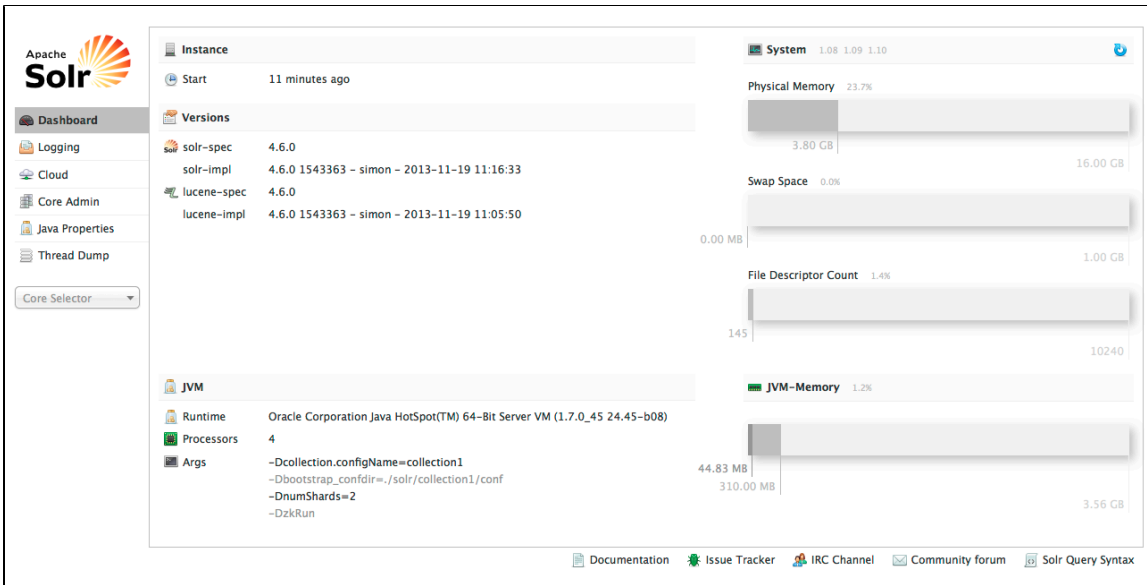 Apache
Solr
Dashboard
Logging
Cloud
Core Admin
Java Properties
Thread Dump
Core Selector
Instance
Start 11 minutes ago
Versions
solr-spec 4.6.0
solr-impl 4.6.0 1543363 - simon - 2013-11-19 11:16:33
lucene-spec 4.6.0
lucene-impl 4.6.0 1543363 - simon - 2013-11-19 11:05:50
JVM
Runtime Oracle Corporation Java HotSpot(TM) 64-Bit Server VM (1.7.0_45 24.45-b08)
Processors 4
Args -Dcollection.configName=collection1
-Dbootstrap_confdir=./solr/collection1/conf
-DnumShards=2
-DzkRun
System 1.08 1.09 1.10
Physical Memory 23.7%
3.80 GB
16.00 GB
Swap Space 0.0%
0.00 MB
1.00 GB
File Descriptor Count 1.4%
145
10240
JVM-Memory 1.2%
44.83 MB
310.00 MB
3.56 GB
Documentation Issue Tracker IRC Channel Community forum Solr Query Syntax